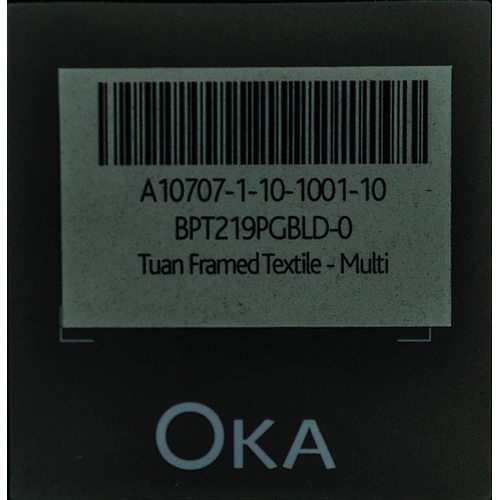 A10707-1-10-1001-10
BPT219PGBLD-0
Tuan Framed Textile - Multi
OKA